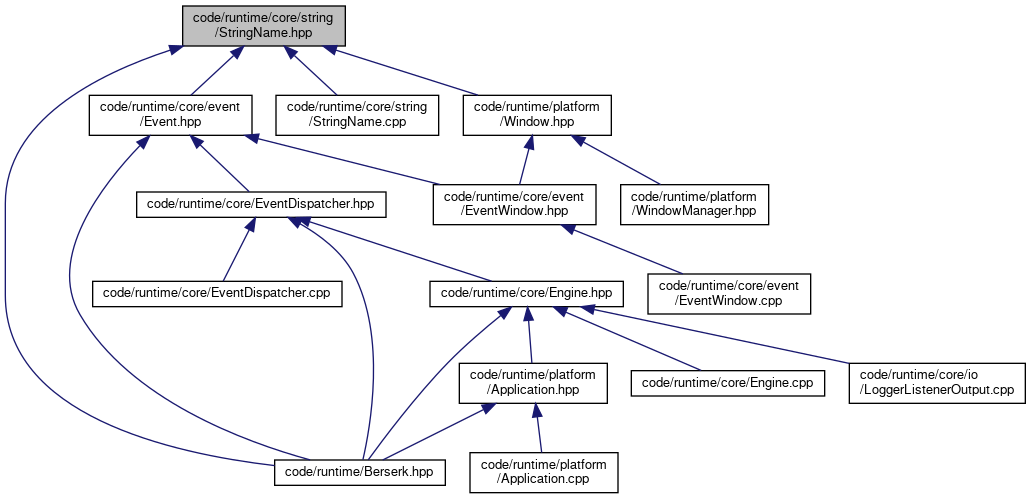 code/runtime/core/string
/StringName.hpp
code/runtime/core/event
/Event.hpp
code/runtime/core/string
/StringName.cpp
code/runtime/platform
/Window.hpp
code/runtime/core/EventDispatcher.hpp
code/runtime/core/event
/EventWindow.hpp
code/runtime/platform
/WindowManager.hpp
code/runtime/core/EventDispatcher.cpp
code/runtime/core/Engine.hpp
code/runtime/core/event
/EventWindow.cpp
code/runtime/platform
/Application.hpp
code/runtime/core/Engine.cpp
code/runtime/core/io
/LoggerListenerOutput.cpp
code/runtime/Berserk.hpp
code/runtime/platform
/Application.cpp